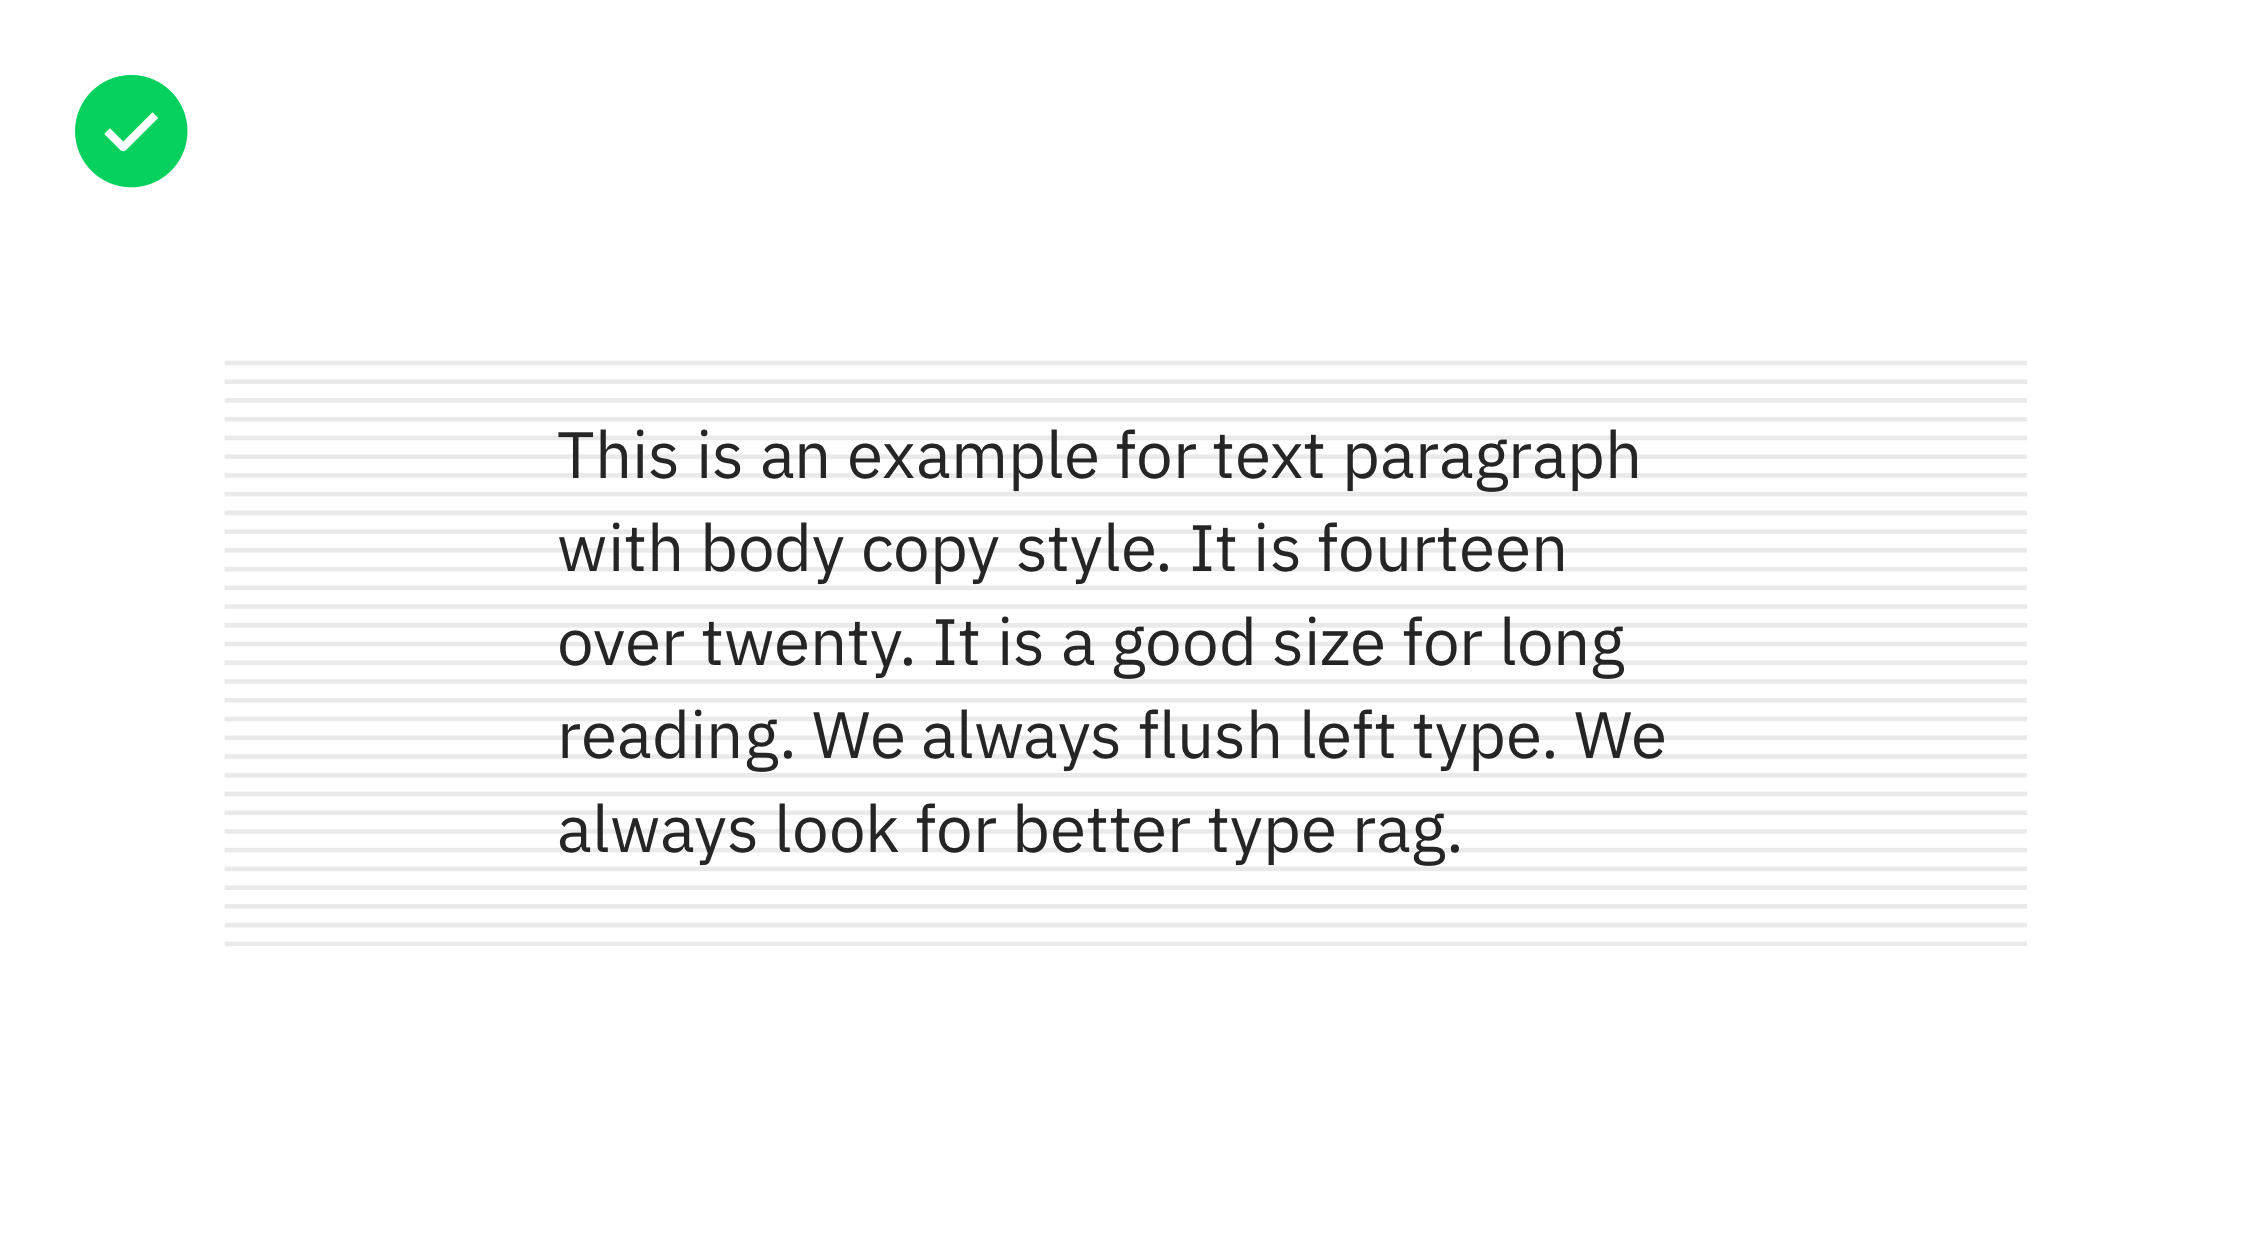 This is an example for text paragraph
with body copy style. It is fourteen
over twenty. It is a good size for long
reading. We always flush left type. We
always look for better type rag.